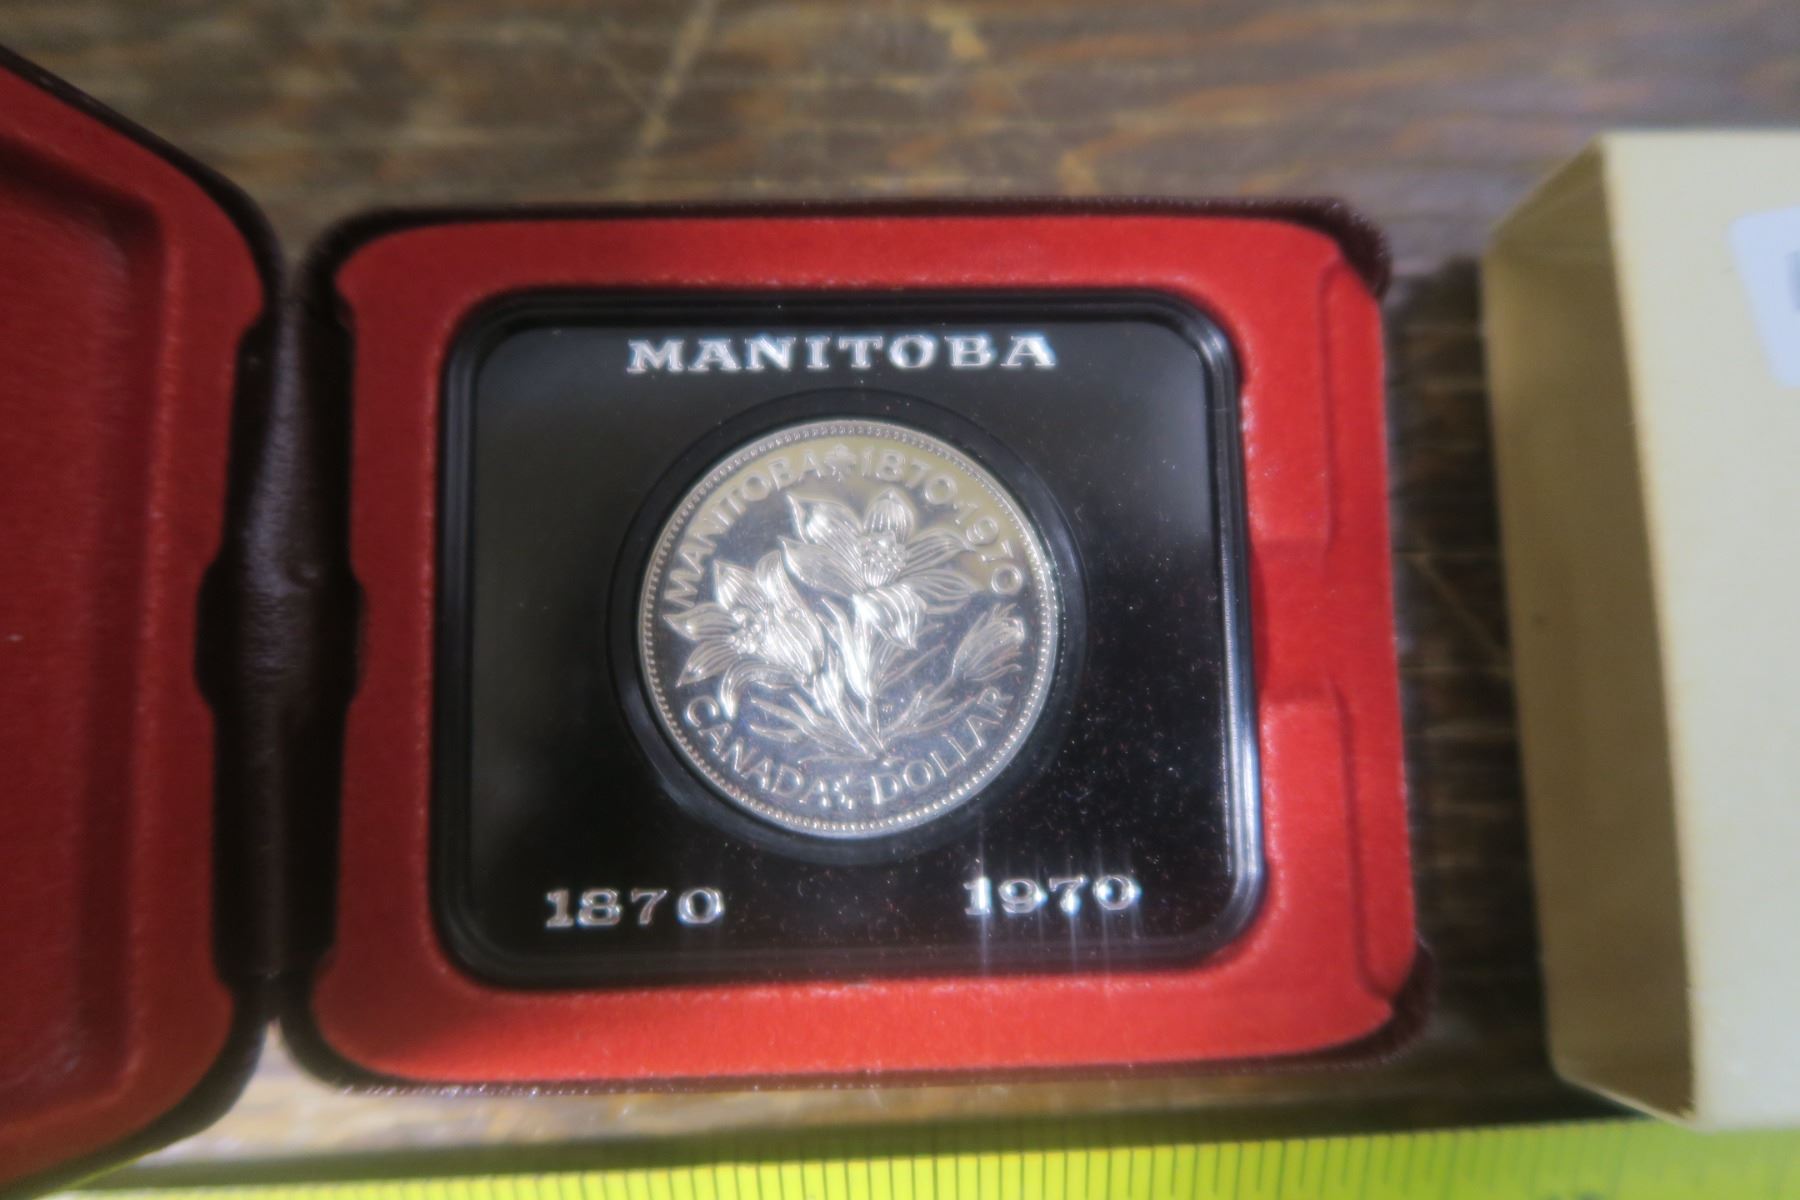 MANITOBA
MANITOBA 1870·1970
CANADA DOLLAR
1870 1970